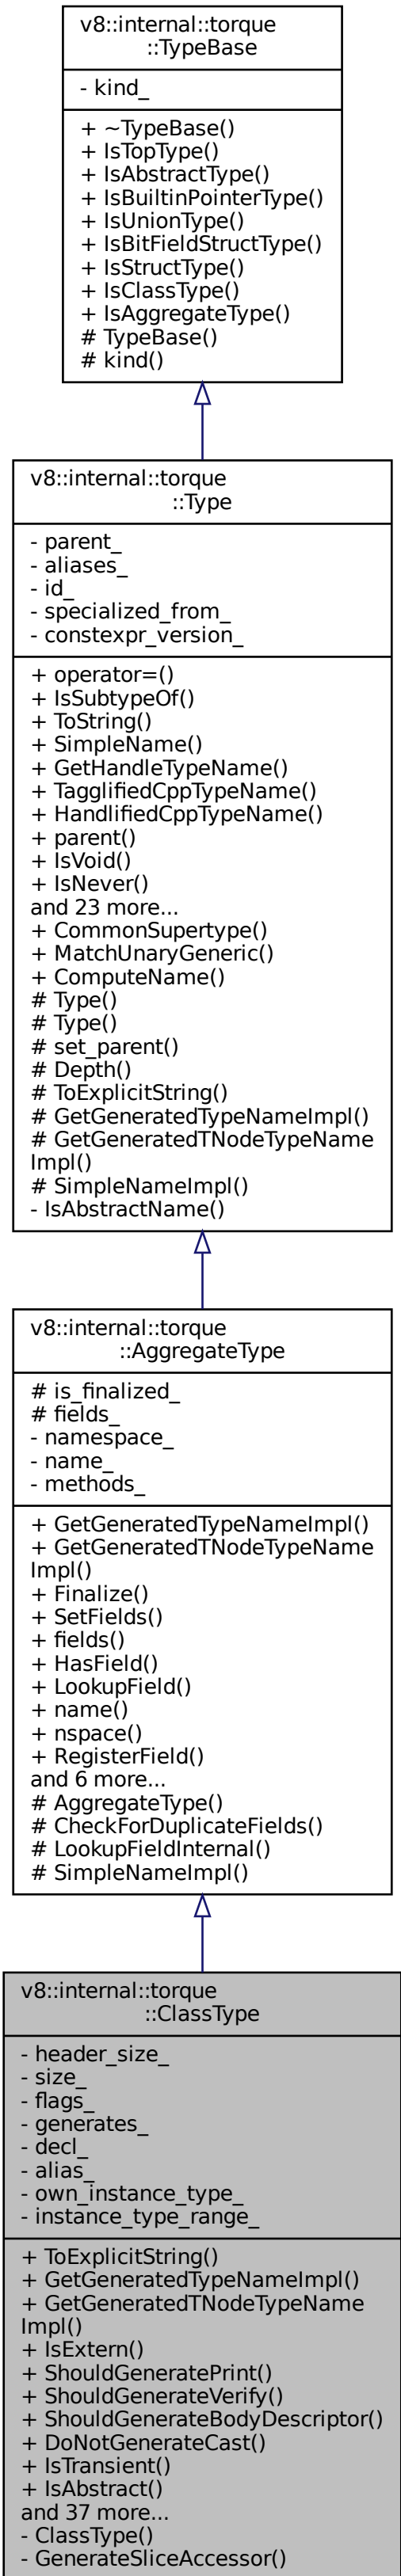 v8::internal::torque
::TypeBase
- kind_
+ ~TypeBase()
+ IsTopType()
+ IsAbstractType()
+ IsBuiltinPointerType()
+ IsUnionType()
+ IsBitFieldStructType()
+ IsStructType()
+ IsClassType()
+ IsAggregateType()
# TypeBase()
# kind()
v8::internal::torque
::Type
- parent_
- aliases_
- id_
- specialized_from_
- constexpr_version_
+ operator=()
+ IsSubtypeOf()
+ ToString()
+ SimpleName()
+ GetHandleTypeName()
+ TagglifiedCppTypeName()
+ HandlifiedCppTypeName()
+ parent()
+ IsVoid()
+ IsNever()
and 23 more...
+ CommonSupertype()
+ MatchUnaryGeneric()
+ ComputeName()
# Type()
# Type()
# set_parent()
# Depth()
# ToExplicitString()
# GetGeneratedTypeNameImpl()
# GetGeneratedTNodeTypeName
Impl()
# SimpleNameImpl()
- IsAbstractName()
v8::internal::torque
::AggregateType
# is_finalized_
# fields_
- namespace_
- name_
- methods_
+ GetGeneratedTypeNameImpl()
+ GetGeneratedTNodeTypeName
Impl()
+ Finalize()
+ SetFields()
+ fields()
+ HasField()
+ LookupField()
+ name()
+ nspace()
+ RegisterField()
and 6 more...
# AggregateType()
# CheckForDuplicateFields()
# LookupFieldInternal()
# SimpleNameImpl()
v8::internal::torque
::ClassType
- header_size_
- size_
- flags_
- generates_
- decl_
- alias_
- own_instance_type_
- instance_type_range_
+ ToExplicitString()
+ GetGeneratedTypeNameImpl()
+ GetGeneratedTNodeTypeName
Impl()
+ IsExtern()
+ ShouldGeneratePrint()
+ ShouldGenerateVerify()
+ ShouldGenerateBodyDescriptor()
+ DoNotGenerateCast()
+ IsTransient()
+ IsAbstract()
and 37 more...
- ClassType()
- GenerateSliceAccessor()